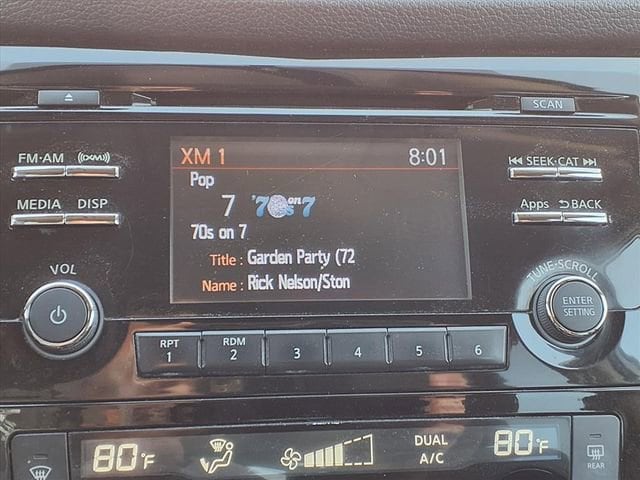 SCAN
FM·AM ((XM))
XM 1 8:01
SEEK·CAT
Pop
MEDIA DISP
7 '70s on 7
Apps BACK
70s on 7
Title : Garden Party (72
Name : Rick Nelson/Ston
VOL
TUNE·SCROLL
ENTER
SETTING
RPT
1
RDM
2
3
4
5
6
80°F
DUAL
A/C
80°F
REAR